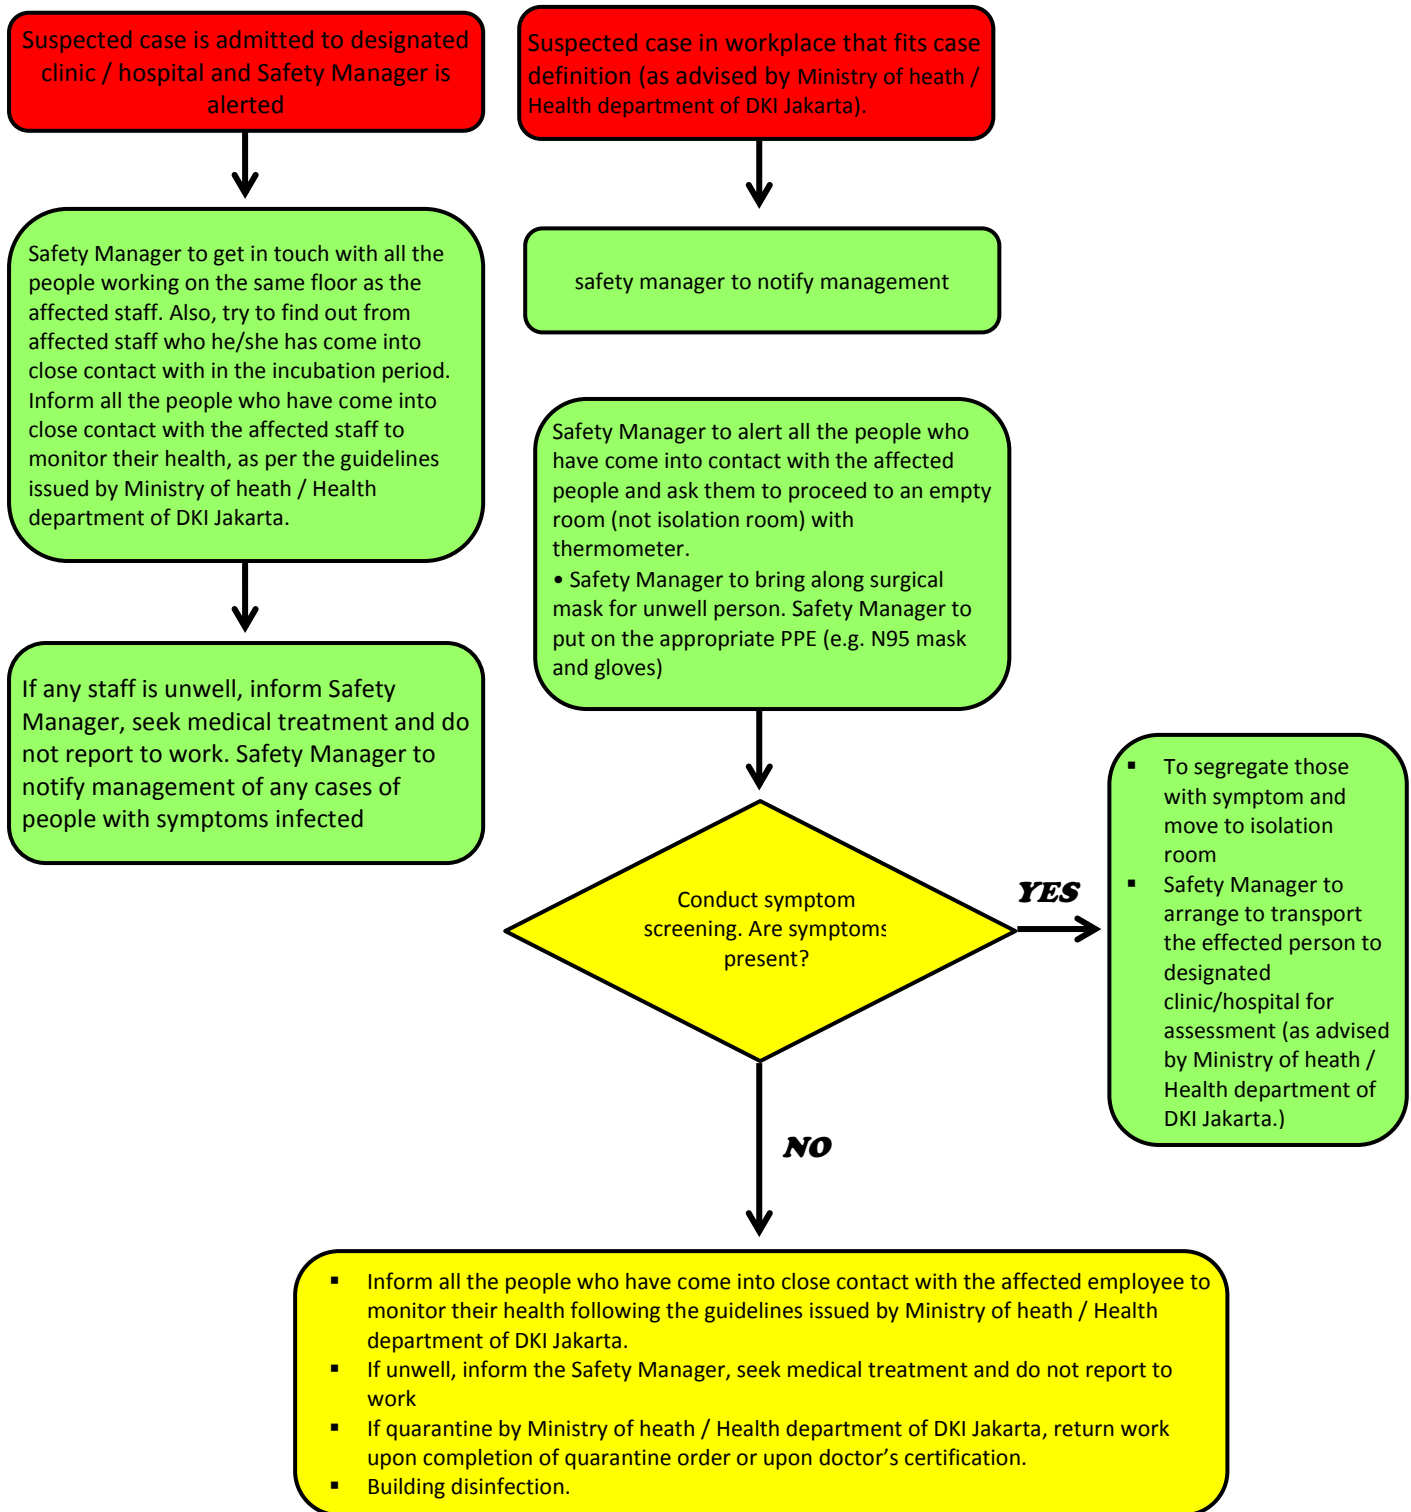 Suspected case is admitted to designated
clinic / hospital and Safety Manager is
alerted
Safety Manager to get in touch with all the
people working on the same floor as the
affected staff. Also, try to find out from
affected staff who he/she has come into
close contact with in the incubation period.
Inform all the people who have come into
close contact with the affected staff to
monitor their health, as per the guidelines
issued by Ministry of heath / Health
department of DKI Jakarta.
If any staff is unwell, inform Safety
Manager, seek medical treatment and do
not report to work. Safety Manager to
notify management of any cases of
people with symptoms infected
Suspected case in workplace that fits case
definition (as advised by Ministry of heath /
Health department of DKI Jakarta).
safety manager to notify management
Safety Manager to alert all the people who
have come into contact with the affected
people and ask them to proceed to an empty
room (not isolation room) with
thermometer.
• Safety Manager to bring along surgical
mask for unwell person. Safety Manager to
put on the appropriate PPE (e.g. N95 mask
and gloves)
Conduct symptom
screening. Are symptoms
present?
YES
▪ To segregate those
with symptom and
move to isolation
room
▪ Safety Manager to
arrange to transport
the effected person to
designated
clinic/hospital for
assessment (as advised
by Ministry of heath /
Health department of
DKI Jakarta.)
NO
▪ Inform all the people who have come into close contact with the affected employee to
monitor their health following the guidelines issued by Ministry of heath / Health
department of DKI Jakarta.
▪ If unwell, inform the Safety Manager, seek medical treatment and do not report to
work
▪ If quarantine by Ministry of heath / Health department of DKI Jakarta, return work
upon completion of quarantine order or upon doctor’s certification.
▪ Building disinfection.